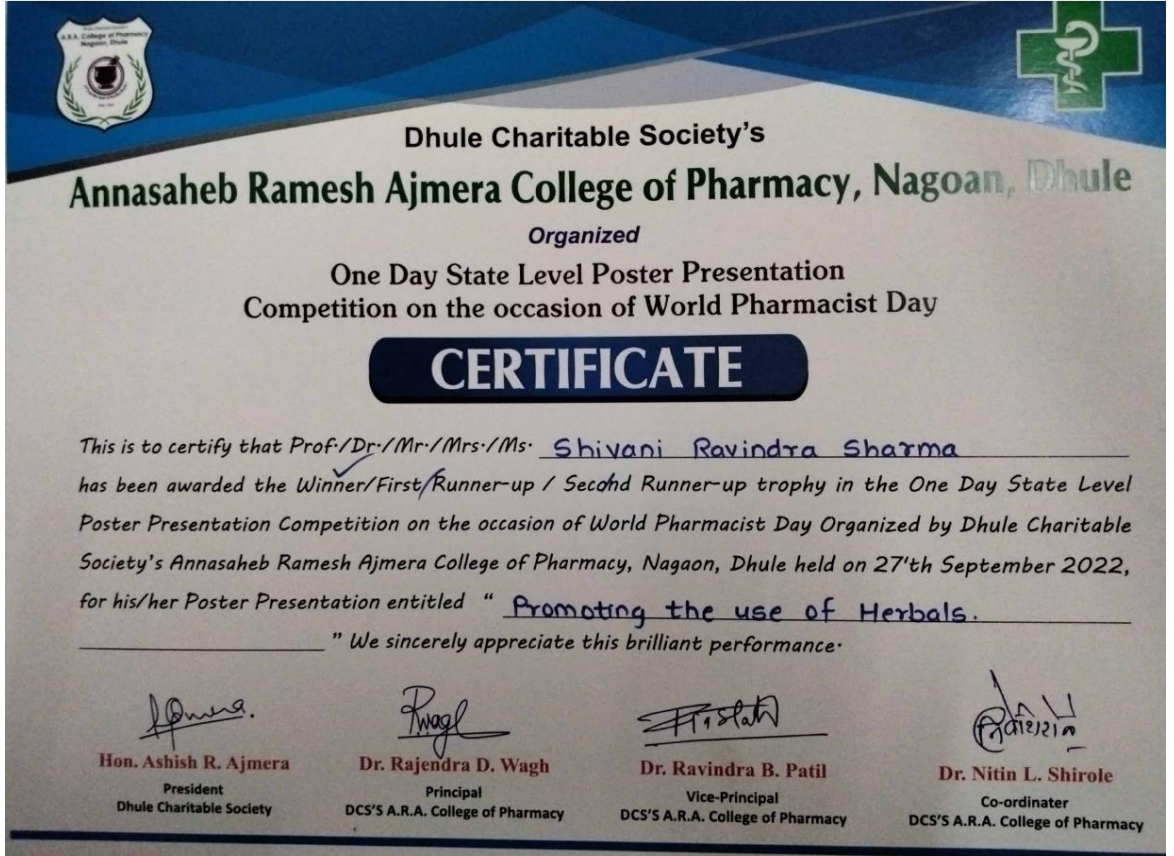 A.R.A. College of Pharmacy
Nagaon, Dhule
Dhule Charitable Society's
Annasaheb Ramesh Ajmera College of Pharmacy, Nagoan, Dhule
Organized
One Day State Level Poster Presentation
Competition on the occasion of World Pharmacist Day
CERTIFICATE
This is to certify that Prof./Dr./Mr./Mrs./Ms. Shivani Ravindra Sharma
has been awarded the Winner/First/Runner-up / Second Runner-up trophy in the One Day State Level
Poster Presentation Competition on the occasion of World Pharmacist Day Organized by Dhule Charitable
Society's Annasaheb Ramesh Ajmera College of Pharmacy, Nagaon, Dhule held on 27'th September 2022,
for his/her Poster Presentation entitled “ Promoting the use of Herbals.
” We sincerely appreciate this brilliant performance.
Hon. Ashish R. Ajmera Dr. Rajendra D. Wagh Dr. Ravindra B. Patil Dr. Nitin L. Shirole
President Principal Vice-Principal Co-ordinater
Dhule Charitable Society DCS'S A.R.A. College of Pharmacy DCS'S A.R.A. College of Pharmacy DCS'S A.R.A. College of Pharmacy